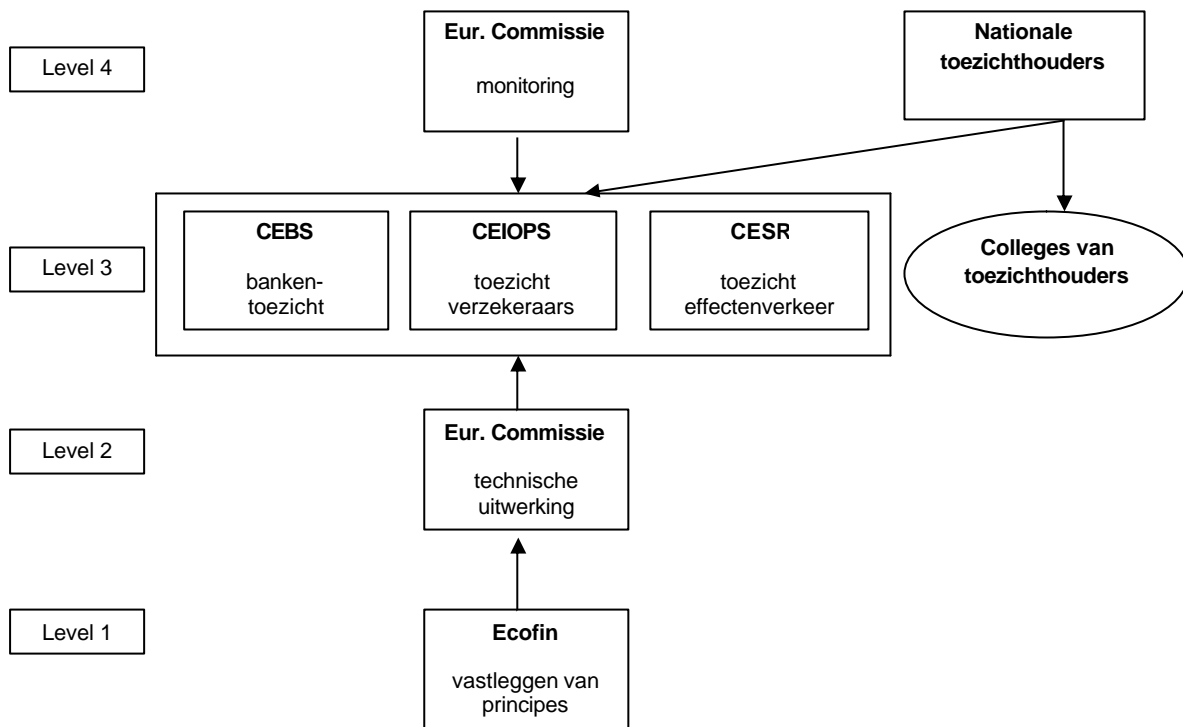 Level 4
Eur. Commissie
monitoring
Nationale
toezichthouders
Level 3
CEBS
banken-
toezicht
CEIOPS
toezicht
verzekeraars
CESR
toezicht
effectenverkeer
Colleges van
toezichthouders
Level 2
Eur. Commissie
technische
uitwerking
Level 1
Ecofin
vastleggen van
principes